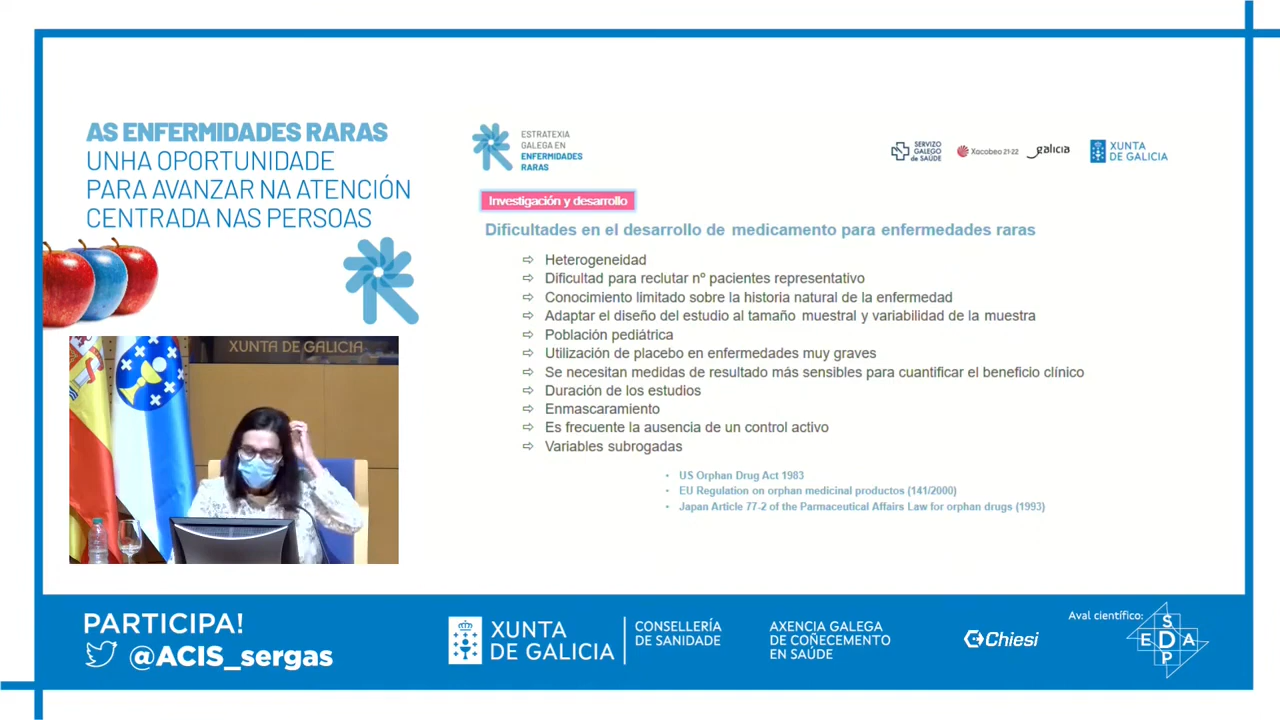 AS ENFERMIDADES RARAS
UNHA OPORTUNIDADE
PARA AVANZAR NA ATENCIÓN
CENTRADA NAS PERSOAS
XUNTA DE GALICIA
ESTRATEXIA
GALEGA EN
ENFERMIDADES
RARAS
SERVIZO
GALEGO
de SAÚDE
Xacobeo 21·22
galicia
XUNTA
DE GALICIA
Investigación y desarrollo
Dificultades en el desarrollo de medicamento para enfermedades raras
⇨ Heterogeneidad
⇨ Dificultad para reclutar nº pacientes representativo
⇨ Conocimiento limitado sobre la historia natural de la enfermedad
⇨ Adaptar el diseño del estudio al tamaño muestral y variabilidad de la muestra
⇨ Población pediátrica
⇨ Utilización de placebo en enfermedades muy graves
⇨ Se necesitan medidas de resultado más sensibles para cuantificar el beneficio clínico
⇨ Duración de los estudios
⇨ Enmascaramiento
⇨ Es frecuente la ausencia de un control activo
⇨ Variables subrogadas
• US Orphan Drug Act 1983
• EU Regulation on orphan medicinal productos (141/2000)
• Japan Article 77-2 of the Parmaceutical Affairs Law for orphan drugs (1993)
PARTICIPA!
@ACIS_sergas
XUNTA
DE GALICIA
CONSELLERÍA
DE SANIDADE
AXENCIA GALEGA
DE COÑECEMENTO
EN SAÚDE
Chiesi
Aval científico:
S
E D A
P